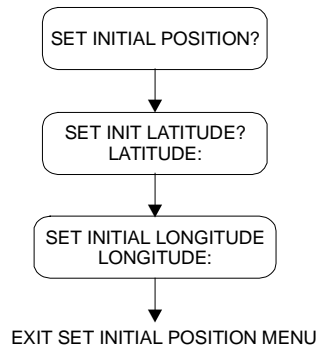 SET INITIAL POSITION?
SET INIT LATITUDE?
LATITUDE:
SET INITIAL LONGITUDE
LONGITUDE:
EXIT SET INITIAL POSITION MENU